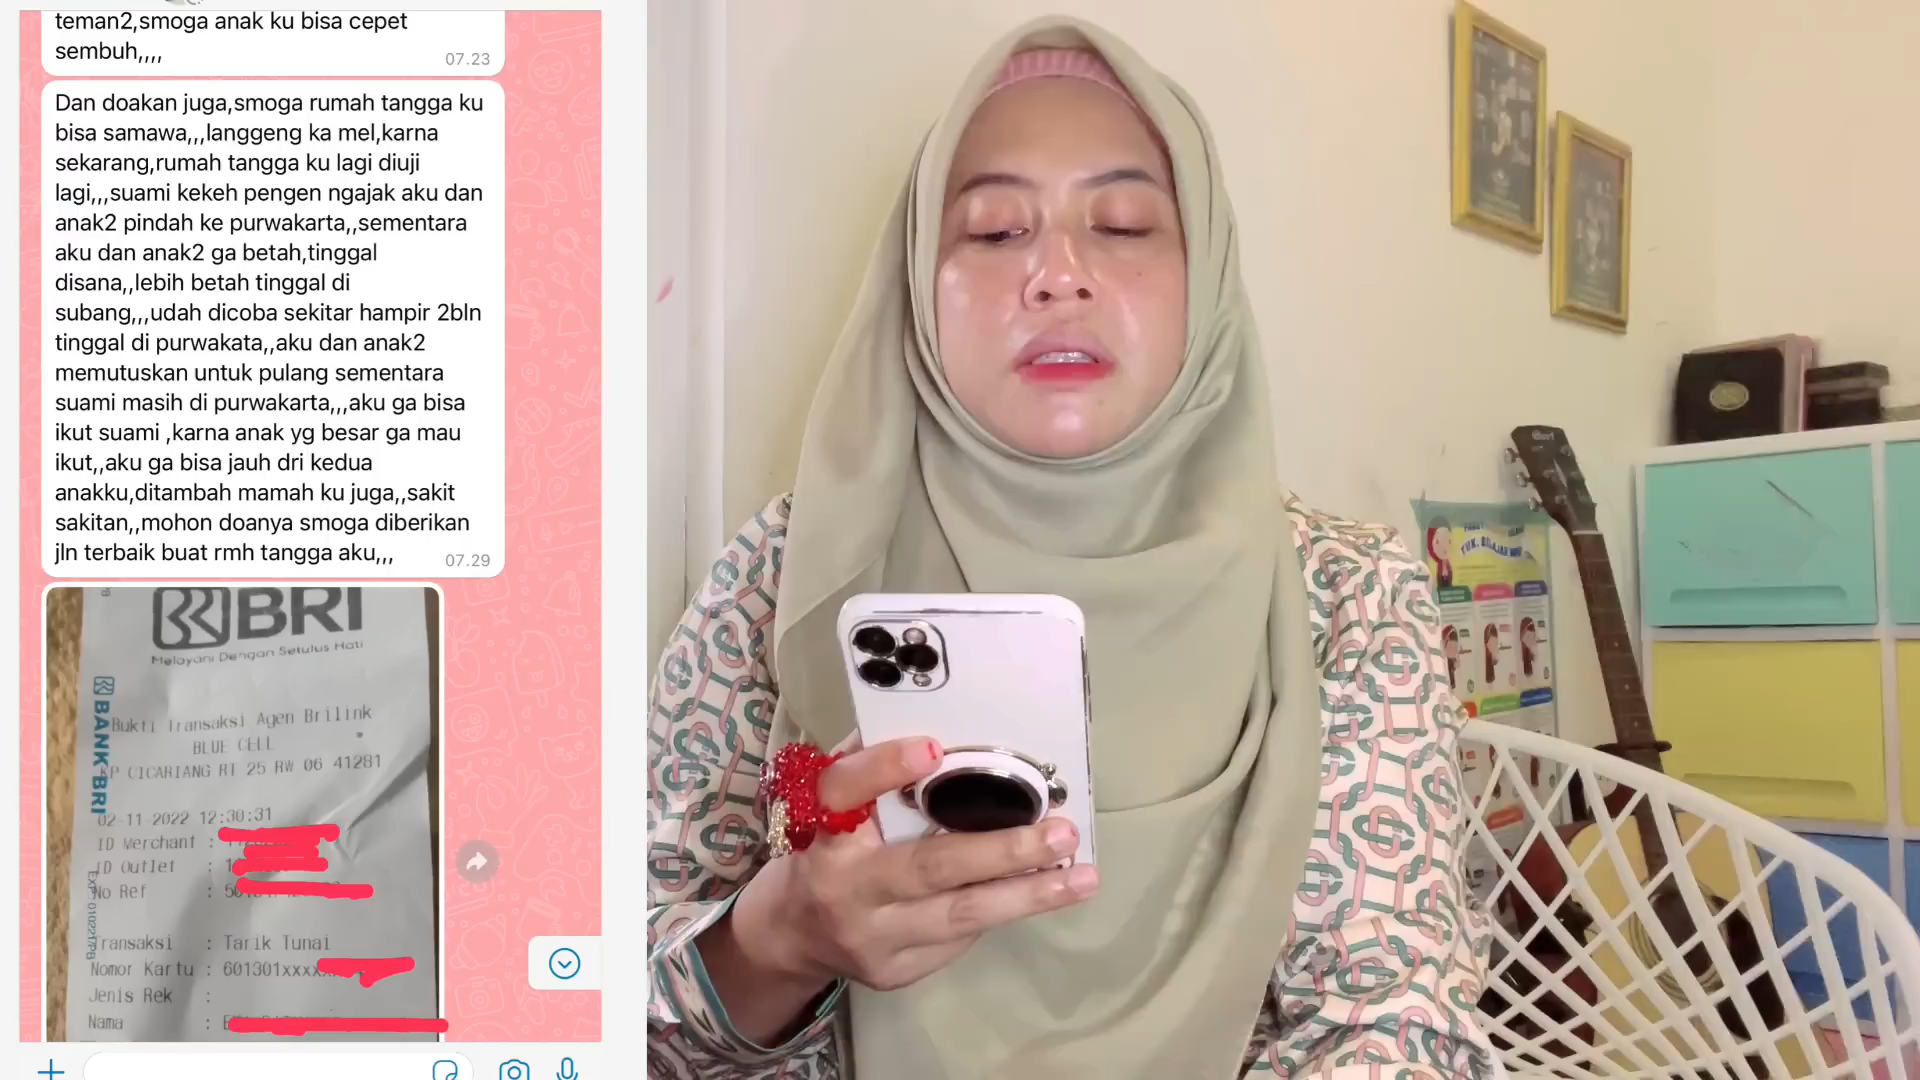 teman2,smoga anak ku bisa cepet
sembuh,,,,
07.23
Dan doakan juga,smoga rumah tangga ku
bisa samawa,,,langgeng ka mel,karna
sekarang,rumah tangga ku lagi diuji
lagi,,,suami kekeh pengen ngajak aku dan
anak2 pindah ke purwakarta,,sementara
aku dan anak2 ga betah,tinggal
disana,,lebih betah tinggal di
subang,,,udah dicoba sekitar hampir 2bln
tinggal di purwakata,,aku dan anak2
memutuskan untuk pulang sementara
suami masih di purwakarta,,,aku ga bisa
ikut suami ,karna anak yg besar ga mau
ikut,,aku ga bisa jauh dri kedua
anakku,ditambah mamah ku juga,,sakit
sakitan,,mohon doanya smoga diberikan
jln terbaik buat rmh tangga aku,,,
07.29
BRI
Melayani Dengan Setulus Hati
BANK BRI
Bukti Transaksi Agen Brilink
BLUE CELL
KP CICARIANG RT 25 RW 06 41281
02-11-2022 12:30:31
ID Merchant :
ID Outlet :
No Ref :
Transaksi : Tarik Tunai
Nomor Kartu : 601301xxxx
Jenis Rek :
Nama :